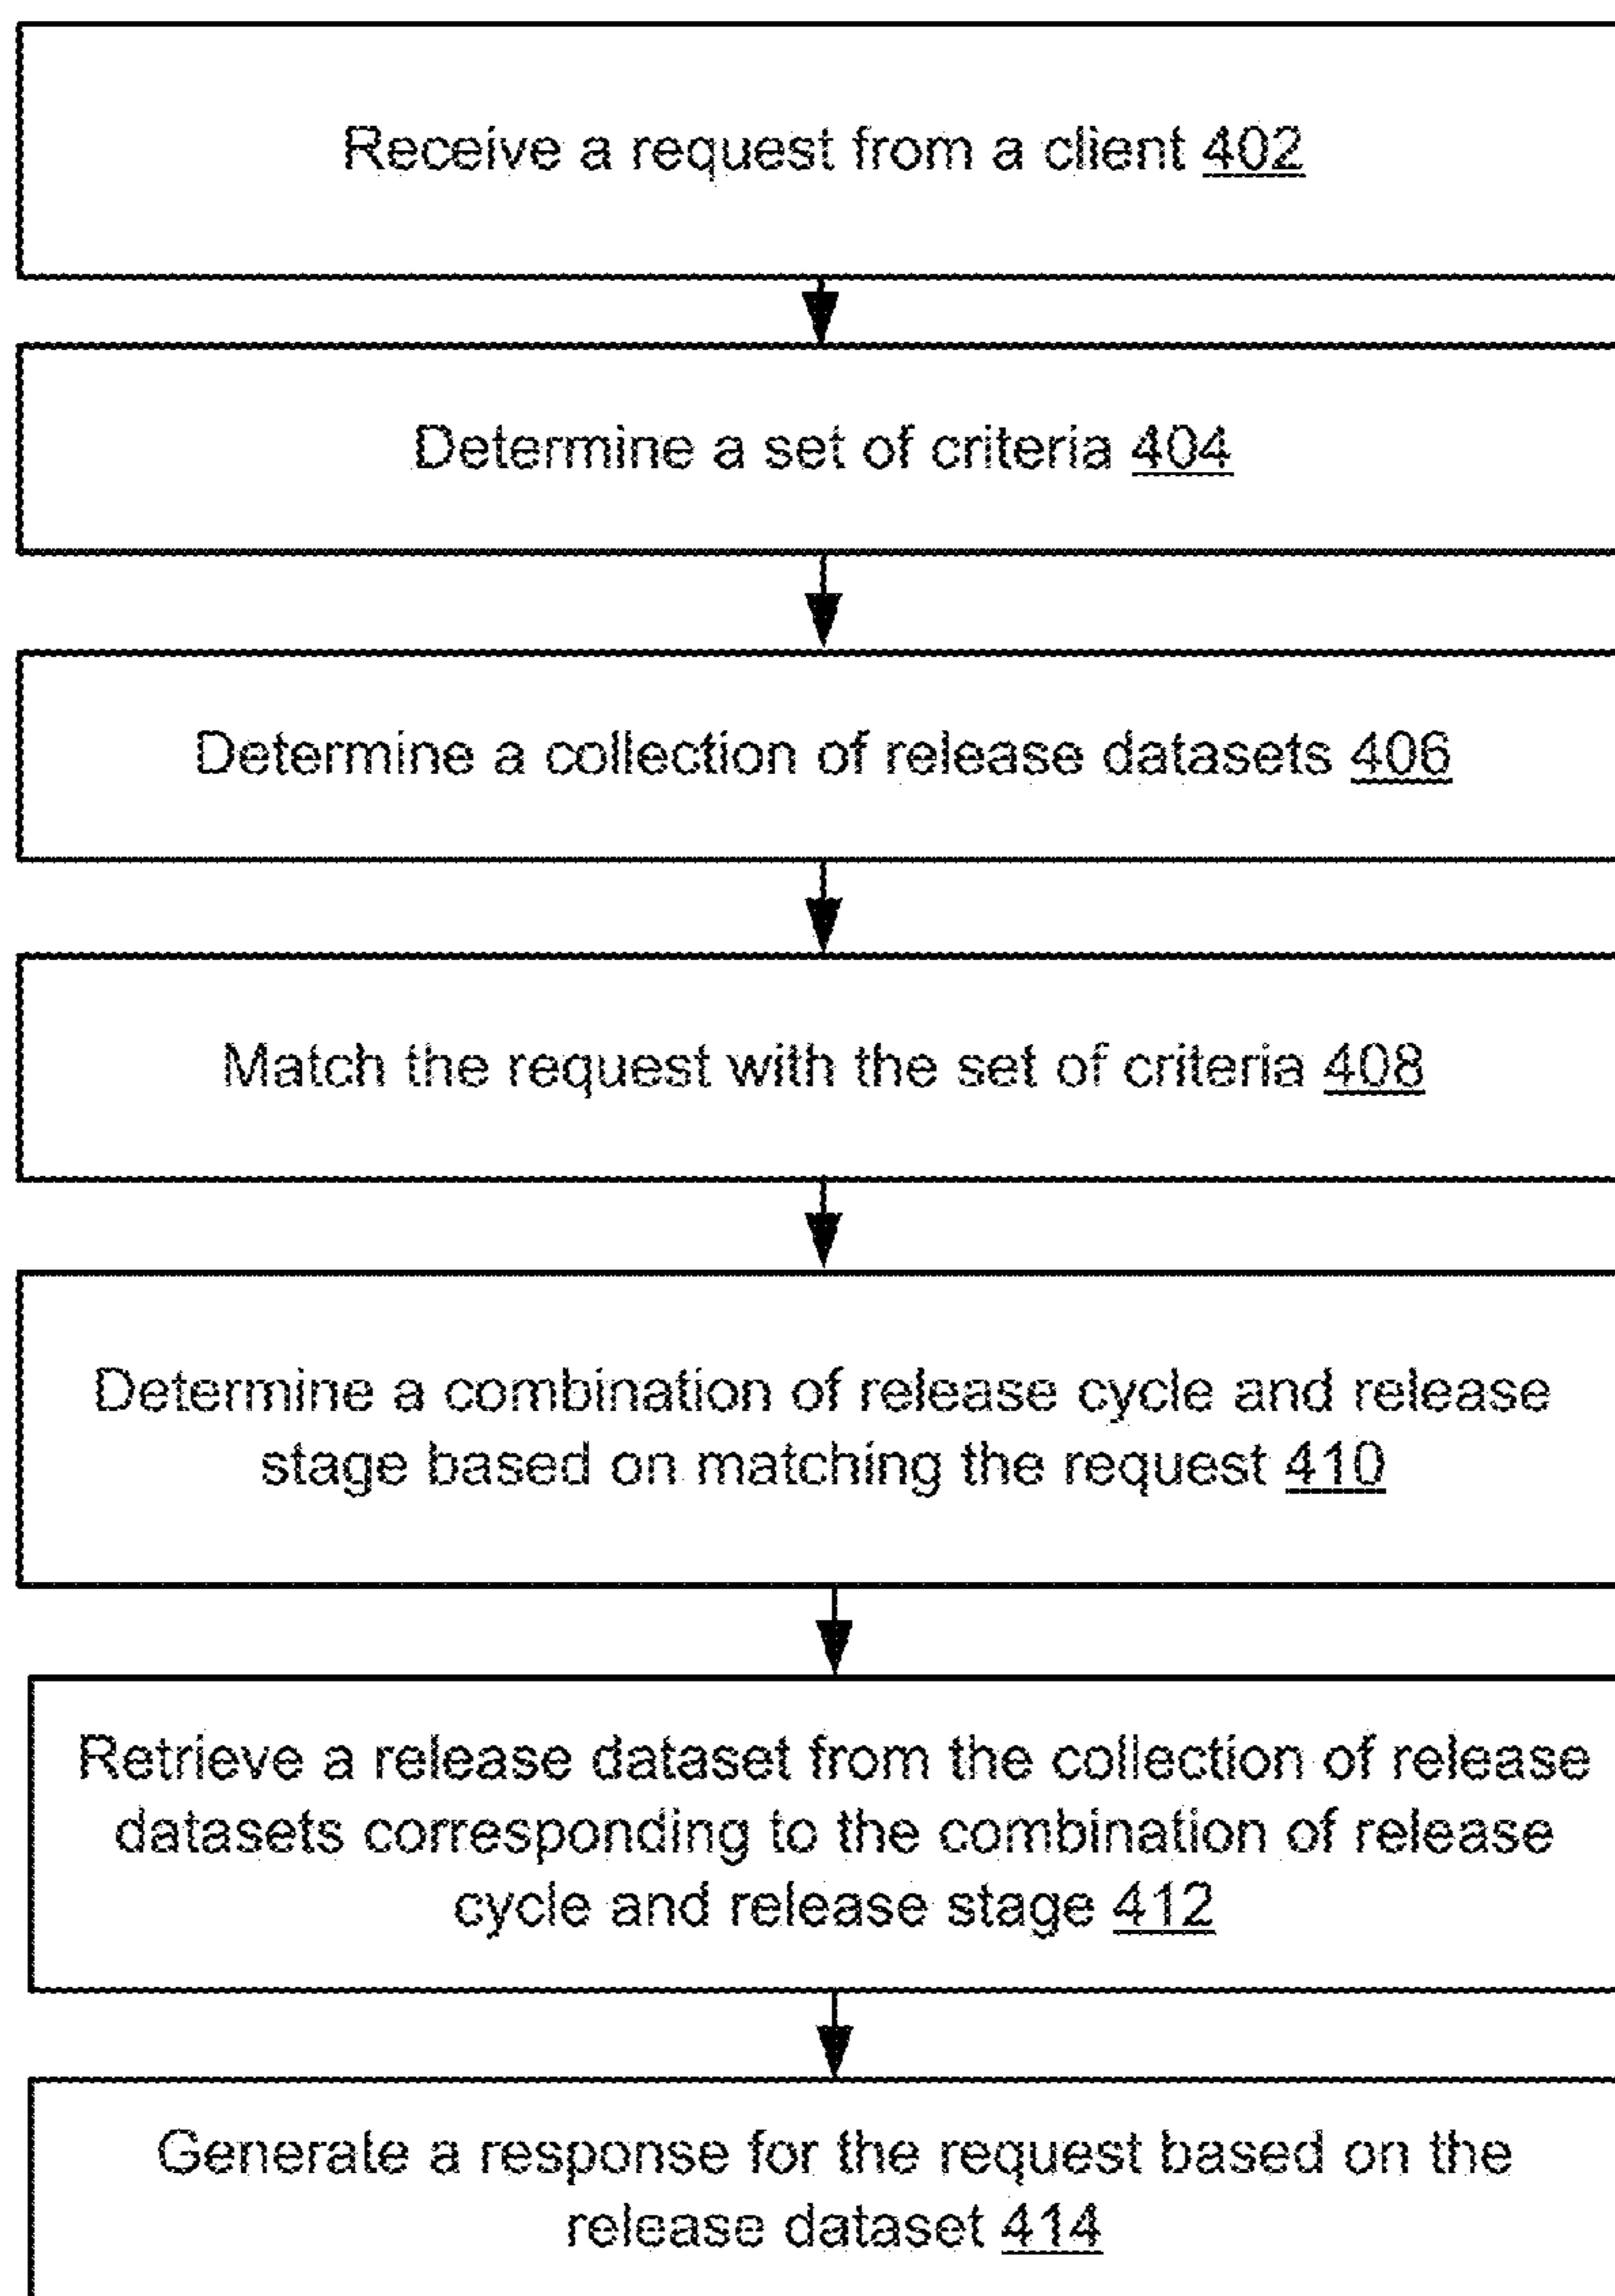 Receive a request from a client 402
Determine a set of criteria 404
Determine a collection of release datasets 406
Match the request with the set of criteria 408
Determine a combination of release cycle and release
stage based on matching the request 410
Retrieve a release dataset from the collection of release
datasets corresponding to the combination of release
cycle and release stage 412
Generate a response for the request based on the
release dataset 414